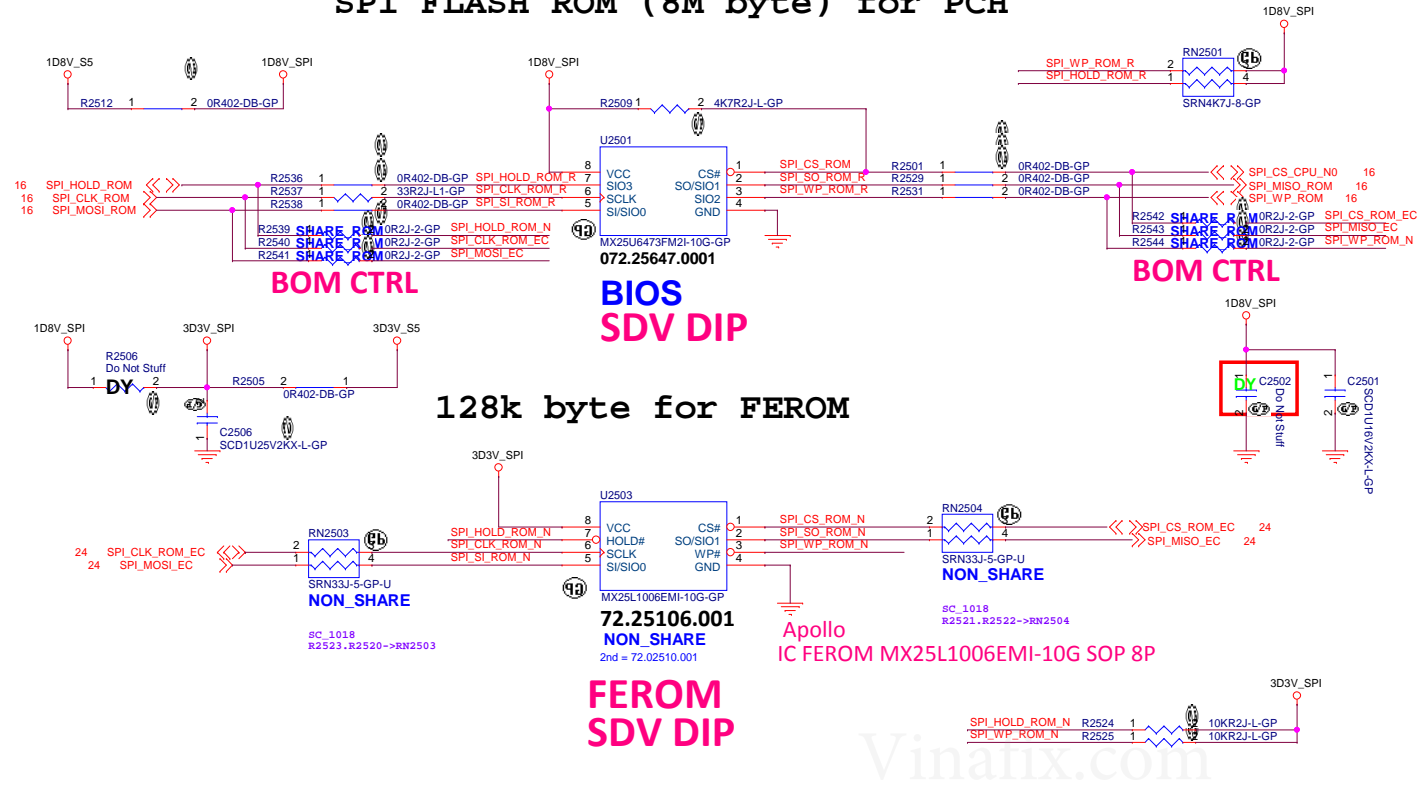 SPI FLASH ROM (8M byte) for PCH
1D8V_S5
1D8V_SPI
R2512 1 2 0R402-DB-GP
1D8V_SPI
R2509 1 2 4K7R2J-L-GP
1D8V_SPI
RN2501
SPI_WP_ROM_R 2
SPI_HOLD_ROM_R 1 4
SRN4K7J-8-GP
U2501
16 SPI_HOLD_ROM R2536 1 2 0R402-DB-GP SPI_HOLD_ROM_R 7
16 SPI_CLK_ROM R2537 1 2 33R2J-L1-GP SPI_CLK_ROM_R 6
16 SPI_MOSI_ROM R2538 1 2 0R402-DB-GP SPI_SI_ROM_R 5
8 VCC CS# 1
SIO3 SO/SIO1 2
SCLK SIO2 3
SI/SIO0 GND 4
SPI_CS_ROM R2501 1 2 0R402-DB-GP SPI_CS_CPU_N0 16
SPI_SO_ROM_R R2529 1 2 0R402-DB-GP SPI_MISO_ROM 16
SPI_WP_ROM_R R2531 1 2 0R402-DB-GP SPI_WP_ROM 16
R2539 SHARE_ROM 0R2J-2-GP SPI_HOLD_ROM_N
R2540 SHARE_ROM 0R2J-2-GP SPI_CLK_ROM_EC
R2541 SHARE_ROM 0R2J-2-GP SPI_MOSI_EC
BOM CTRL
MX25U6473FM2I-10G-GP
072.25647.0001
BIOS
SDV DIP
R2542 SHARE_ROM 0R2J-2-GP SPI_CS_ROM_EC
R2543 SHARE_ROM 0R2J-2-GP SPI_MISO_EC
R2544 SHARE_ROM 0R2J-2-GP SPI_WP_ROM_N
BOM CTRL
1D8V_SPI
3D3V_SPI
3D3V_S5
R2506
Do Not Stuff
1 DY 2
R2505 2 1
0R402-DB-GP
C2506
SCD1U25V2KX-L-GP
1D8V_SPI
DY C2502
Do Not Stuff
C2501
SCD1U16V2KX-L-GP
128k byte for FEROM
3D3V_SPI
U2503
SPI_HOLD_ROM_N 7
SPI_CLK_ROM_N 6
SPI_SI_ROM_N 5
8 VCC CS# 1
HOLD# SO/SIO1 2
SCLK WP# 3
SI/SIO0 GND 4
SPI_CS_ROM_N
SPI_SO_ROM_N
SPI_WP_ROM_N
24 SPI_CLK_ROM_EC
24 SPI_MOSI_EC
RN2503
2
1 4
SRN33J-5-GP-U
NON_SHARE
SC_1018
R2523.R2520->RN2503
MX25L1006EMI-10G-GP
72.25106.001
NON_SHARE
2nd = 72.02510.001
FEROM
SDV DIP
RN2504
2
1 4
SRN33J-5-GP-U
NON_SHARE
SPI_CS_ROM_EC 24
SPI_MISO_EC 24
SC_1018
R2521.R2522->RN2504
Apollo
IC FEROM MX25L1006EMI-10G SOP 8P
3D3V_SPI
SPI_HOLD_ROM_N R2524 1 10KR2J-L-GP
SPI_WP_ROM_N R2525 1 2 10KR2J-L-GP
Vinafix.com